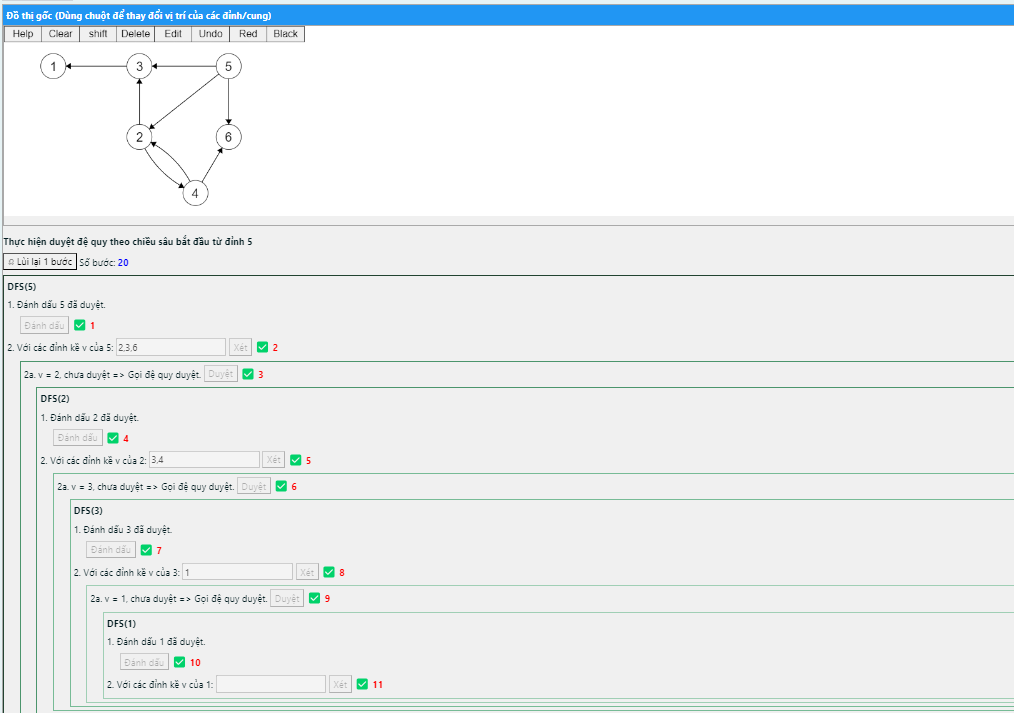 Đồ thị gốc (Dùng chuột để thay đổi vị trí của các đỉnh/cung)
Help Clear shift Delete Edit Undo Red Black
1 3 5
2 6
4
Thực hiện duyệt đệ quy theo chiều sâu bắt đầu từ đỉnh 5
Lùi lại 1 bước Số bước: 20
DFS(5)
1. Đánh dấu 5 đã duyệt.
Đánh dấu 1
2. Với các đỉnh kề v của 5: 2,3,6 Xét 2
2a. v = 2, chưa duyệt => Gọi đệ quy duyệt. Duyệt 3
DFS(2)
1. Đánh dấu 2 đã duyệt.
Đánh dấu 4
2. Với các đỉnh kề v của 2: 3,4 Xét 5
2a. v = 3, chưa duyệt => Gọi đệ quy duyệt. Duyệt 6
DFS(3)
1. Đánh dấu 3 đã duyệt.
Đánh dấu 7
2. Với các đỉnh kề v của 3: 1 Xét 8
2a. v = 1, chưa duyệt => Gọi đệ quy duyệt. Duyệt 9
DFS(1)
1. Đánh dấu 1 đã duyệt.
Đánh dấu 10
2. Với các đỉnh kề v của 1: Xét 11